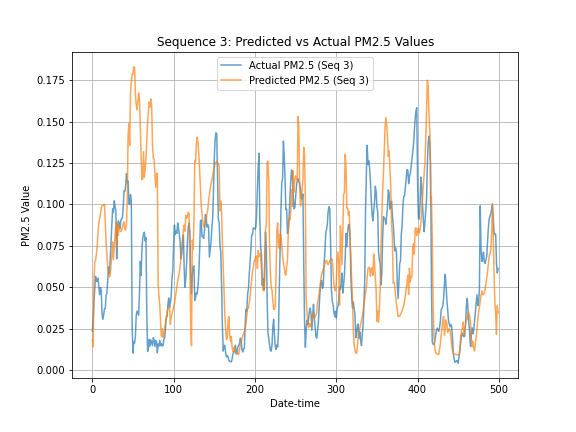 Sequence 3: Predicted vs Actual PM2.5 Values
Actual PM2.5 (Seq 3)
Predicted PM2.5 (Seq 3)
PM2.5 Value
0.175
0.150
0.125
0.100
0.075
0.050
0.025
0.000
0 100 200 300 400 500
Date-time